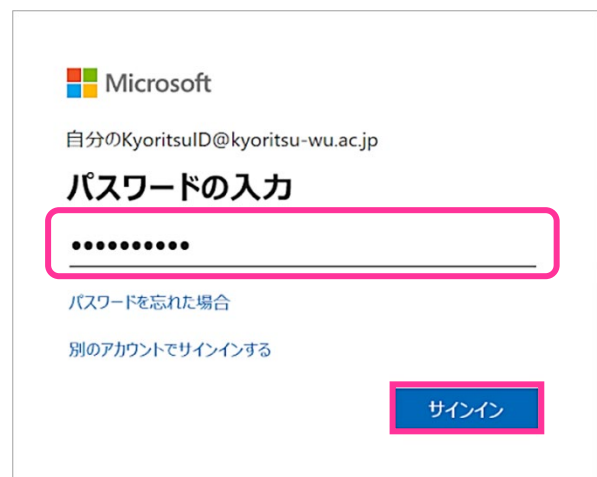 Microsoft
自分のKyoritsuID@kyoritsu-wu.ac.jp
パスワードの入力
••••••••••
パスワードを忘れた場合
別のアカウントでサインインする
サインイン